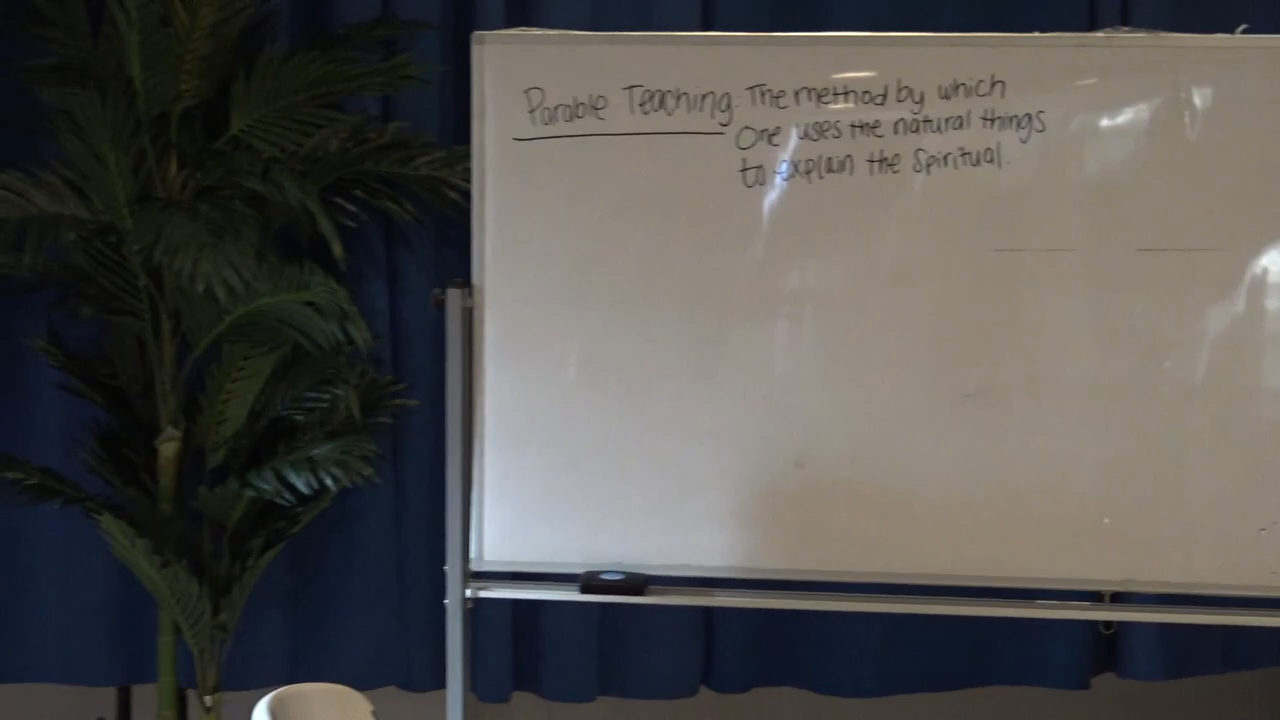 Parable Teaching: The method by which
One uses the natural things
to explain the Spiritual.